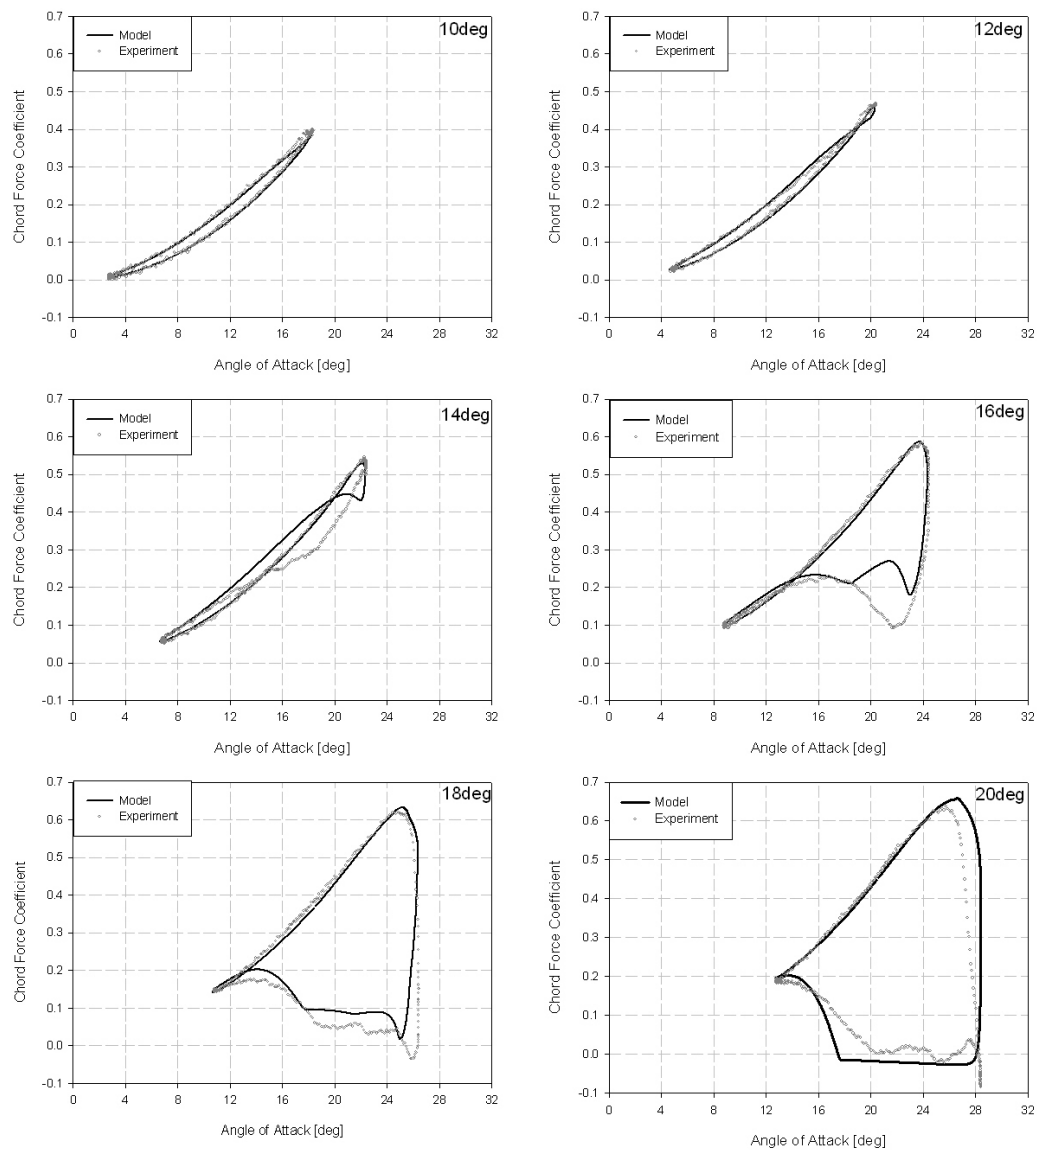 10deg
Model
Experiment
Chord Force Coefficient
0.7
0.6
0.5
0.4
0.3
0.2
0.1
0.0
-0.1
0 4 8 12 16 20 24 28 32
Angle of Attack [deg]
12deg
Model
Experiment
Chord Force Coefficient
0.7
0.6
0.5
0.4
0.3
0.2
0.1
0.0
-0.1
0 4 8 12 16 20 24 28 32
Angle of Attack [deg]
14deg
Model
Experiment
Chord Force Coefficient
0.7
0.6
0.5
0.4
0.3
0.2
0.1
0.0
-0.1
0 4 8 12 16 20 24 28 32
Angle of Attack [deg]
16deg
Model
Experiment
Chord Force Coefficient
0.7
0.6
0.5
0.4
0.3
0.2
0.1
0.0
-0.1
0 4 8 12 16 20 24 28 32
Angle of Attack [deg]
18deg
Model
Experiment
Chord Force Coefficient
0.7
0.6
0.5
0.4
0.3
0.2
0.1
0.0
-0.1
0 4 8 12 16 20 24 28 32
Angle of Attack [deg]
20deg
Model
Experiment
Chord Force Coefficient
0.7
0.6
0.5
0.4
0.3
0.2
0.1
0.0
-0.1
0 4 8 12 16 20 24 28 32
Angle of Attack [deg]